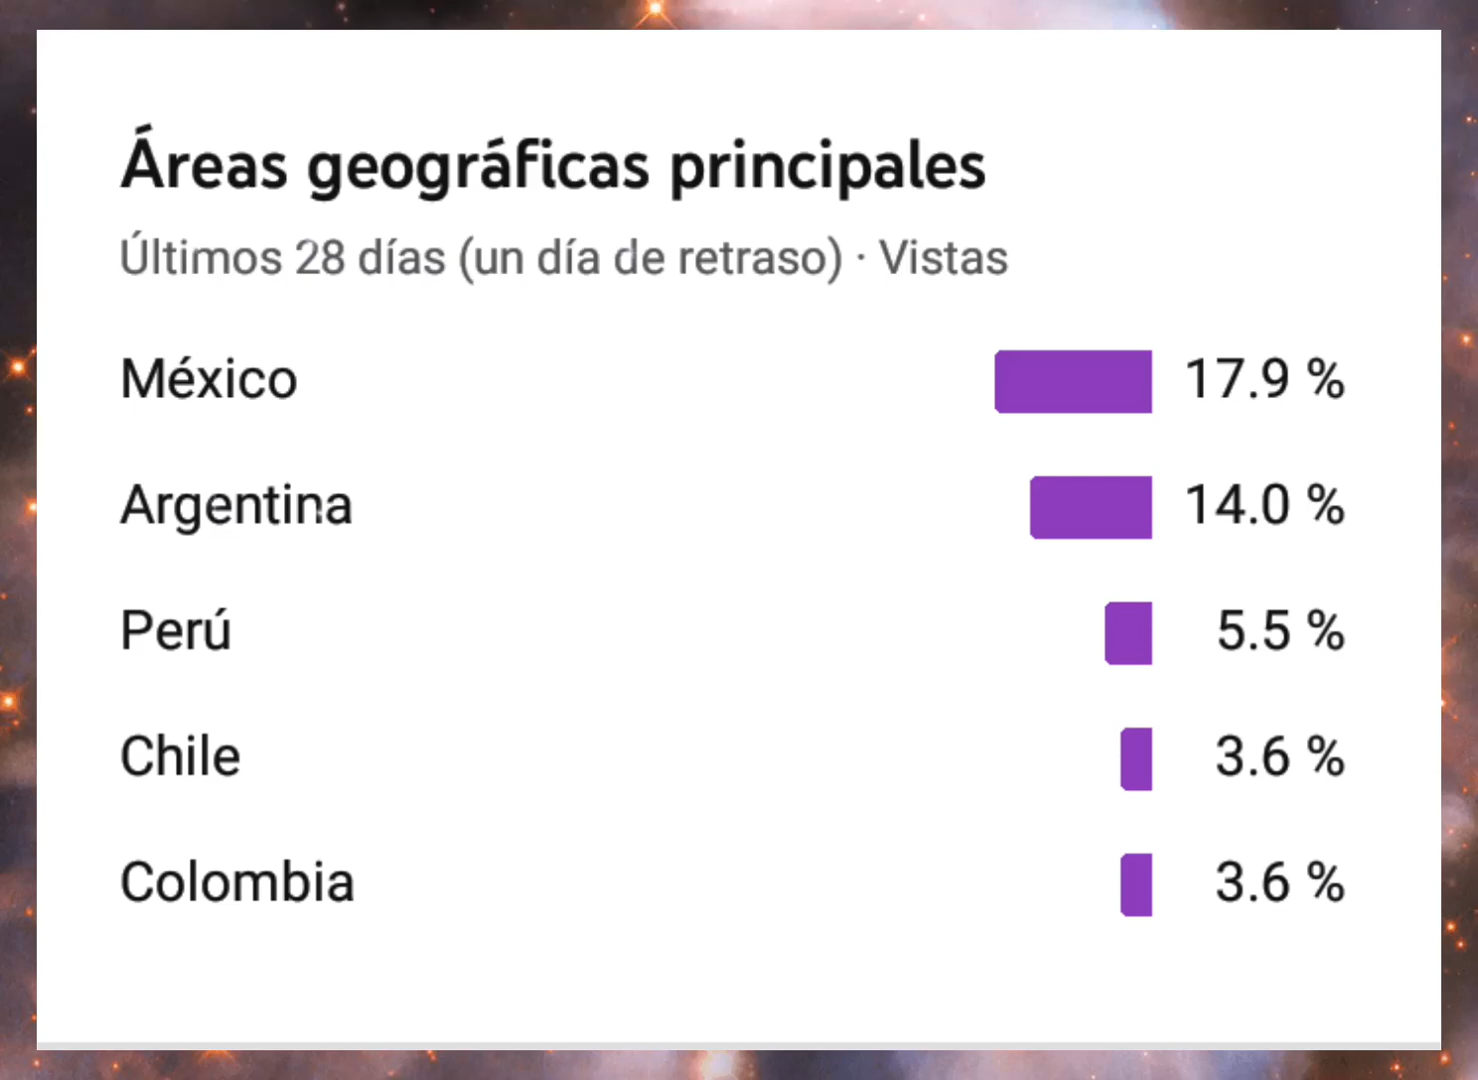 Áreas geográficas principales
Últimos 28 días (un día de retraso) · Vistas
México 17.9 %
Argentina 14.0 %
Perú 5.5 %
Chile 3.6 %
Colombia 3.6 %